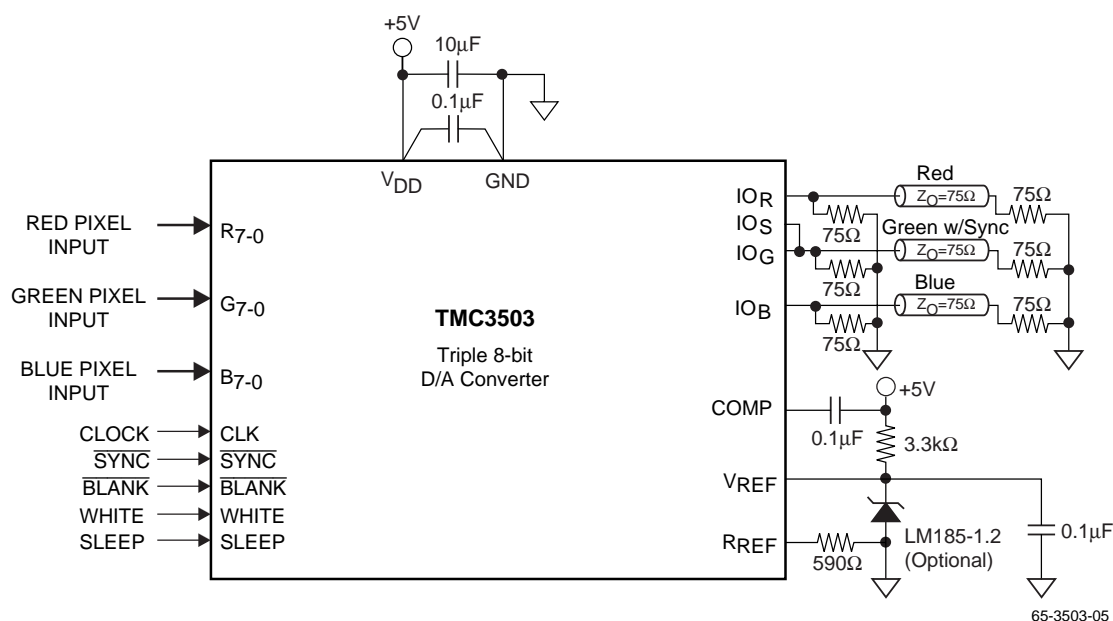 +5V
10µF
0.1µF
VDD GND
RED PIXEL
INPUT
R7-0
GREEN PIXEL
INPUT
G7-0
BLUE PIXEL
INPUT
B7-0
CLOCK CLK
SYNC SYNC
BLANK BLANK
WHITE WHITE
SLEEP SLEEP
TMC3503
Triple 8-bit
D/A Converter
IOR
IOS
IOG
IOB
COMP
VREF
RREF
Red
ZO=75Ω
75Ω
75Ω
Green w/Sync
ZO=75Ω
75Ω
75Ω
Blue
ZO=75Ω
75Ω
75Ω
+5V
0.1µF
3.3kΩ
LM185-1.2
(Optional)
590Ω
0.1µF
65-3503-05